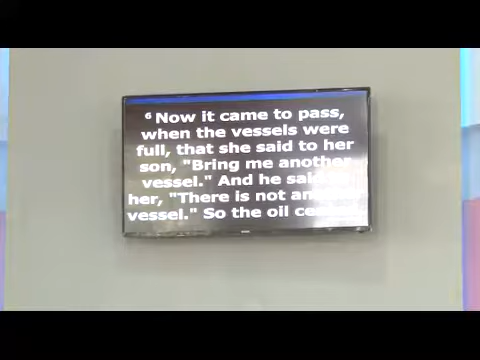 6 Now it came to pass,
when the vessels were
full, that she said to her
son, "Bring me another
vessel." And he said
her, "There is not
vessel." So the oil